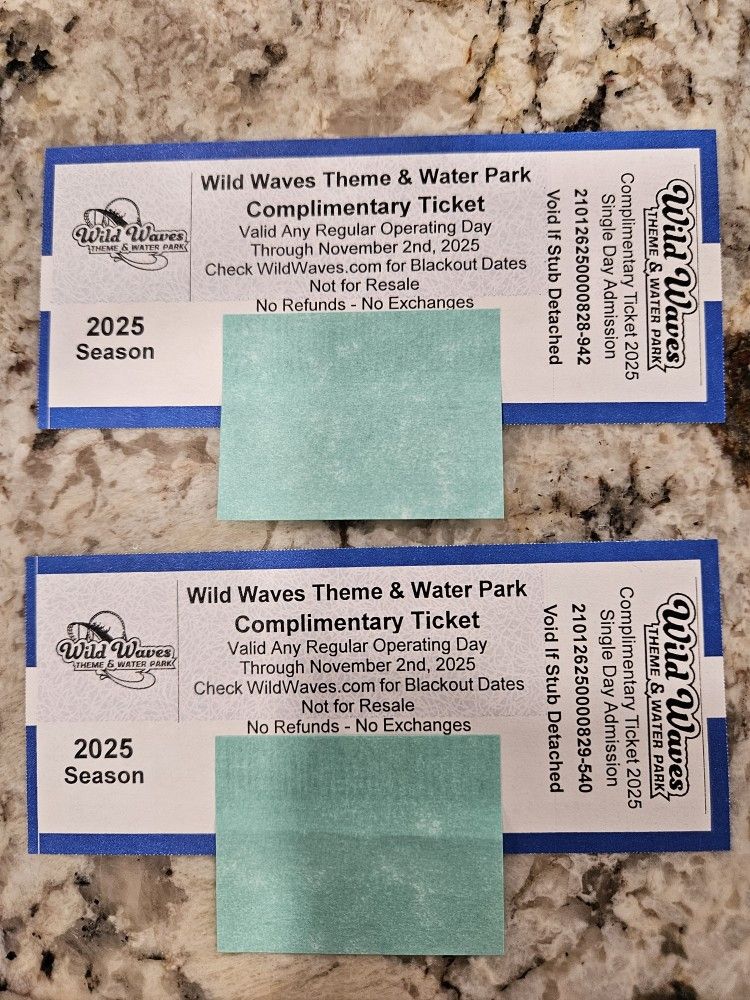 Wild Waves
THEME & WATER PARK
2025
Season
Wild Waves Theme & Water Park
Complimentary Ticket
Valid Any Regular Operating Day
Through November 2nd, 2025
Check WildWaves.com for Blackout Dates
Not for Resale
No Refunds - No Exchanges
Wild Waves
THEME & WATER PARK
Complimentary Ticket 2025
Single Day Admission
210126250000828-942
Void If Stub Detached
Wild Waves
THEME & WATER PARK
2025
Season
Wild Waves Theme & Water Park
Complimentary Ticket
Valid Any Regular Operating Day
Through November 2nd, 2025
Check WildWaves.com for Blackout Dates
Not for Resale
No Refunds - No Exchanges
Wild Waves
THEME & WATER PARK
Complimentary Ticket 2025
Single Day Admission
210126250000829-540
Void If Stub Detached